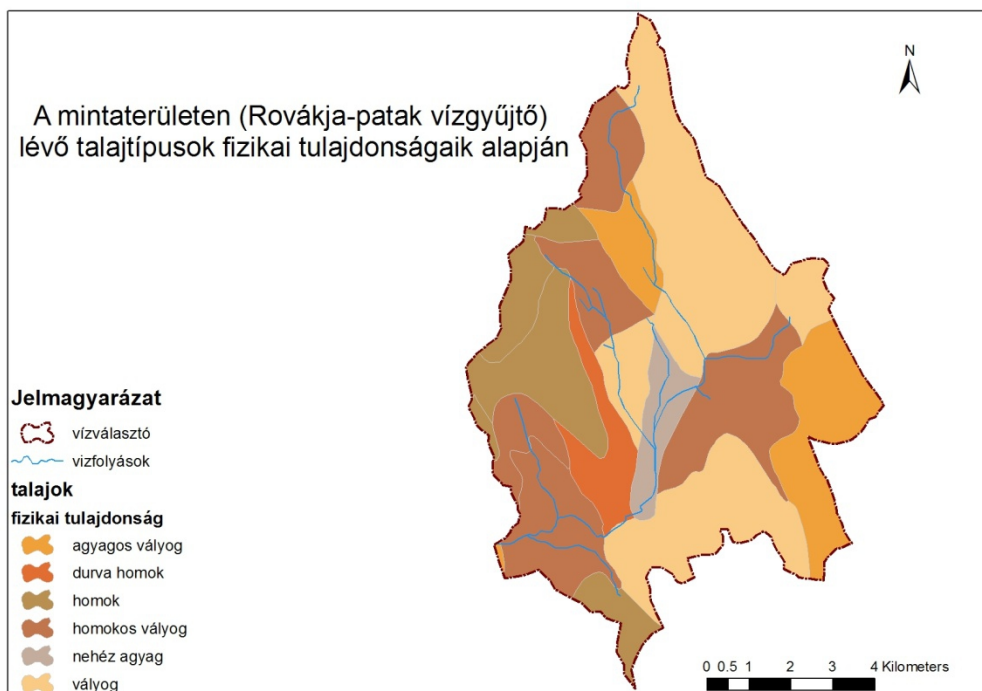 A mintaterületen (Rovákja-patak vízgyűjtő)
lévő talajtípusok fizikai tulajdonságaik alapján
N
Jelmagyarázat
vízválasztó
vizfolyások
talajok
fizikai tulajdonság
agyagos vályog
durva homok
homok
homokos vályog
nehéz agyag
vályog
0 0.5 1 2 3 4 Kilometers